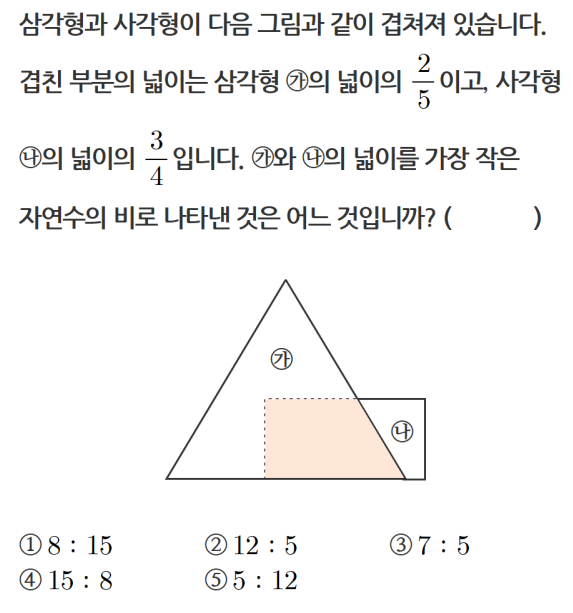 삼각형과 사각형이 다음 그림과 같이 겹쳐져 있습니다.
겹친 부분의 넓이는 삼각형 ㉮의 넓이의 2/5 이고, 사각형
㉯의 넓이의 3/4 입니다. ㉮와 ㉯의 넓이를 가장 작은
자연수의 비로 나타낸 것은 어느 것입니까? ( )
㉮
㉯
① 8 : 15 ② 12 : 5 ③ 7 : 5
④ 15 : 8 ⑤ 5 : 12